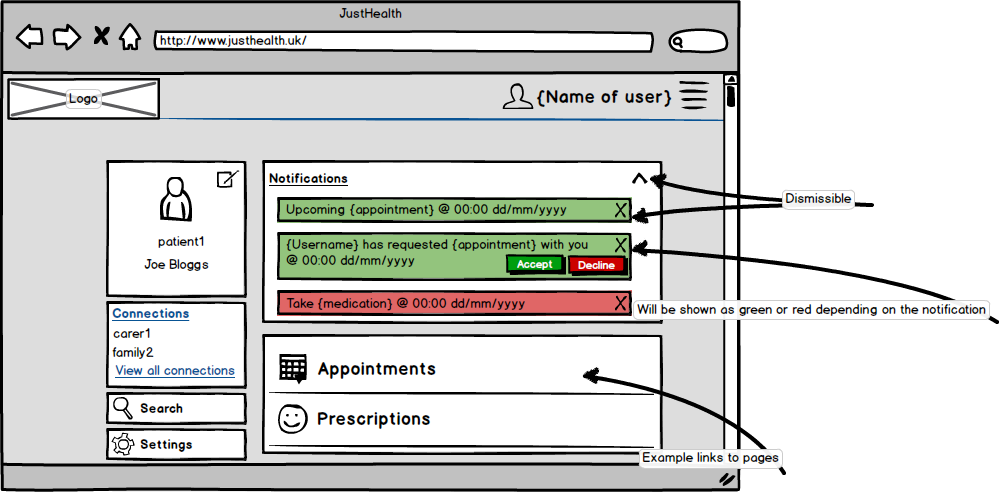 JustHealth
http://www.justhealth.uk/
Logo
{Name of user}
patient1
Joe Bloggs
Connections
carer1
family2
View all connections
Search
Settings
Notifications
Upcoming {appointment} @ 00:00 dd/mm/yyyy
X
{Username} has requested {appointment} with you
@ 00:00 dd/mm/yyyy
X
Accept
Decline
Take {medication} @ 00:00 dd/mm/yyyy
X
Appointments
Prescriptions
Dismissible
Will be shown as green or red depending on the notification
Example links to pages